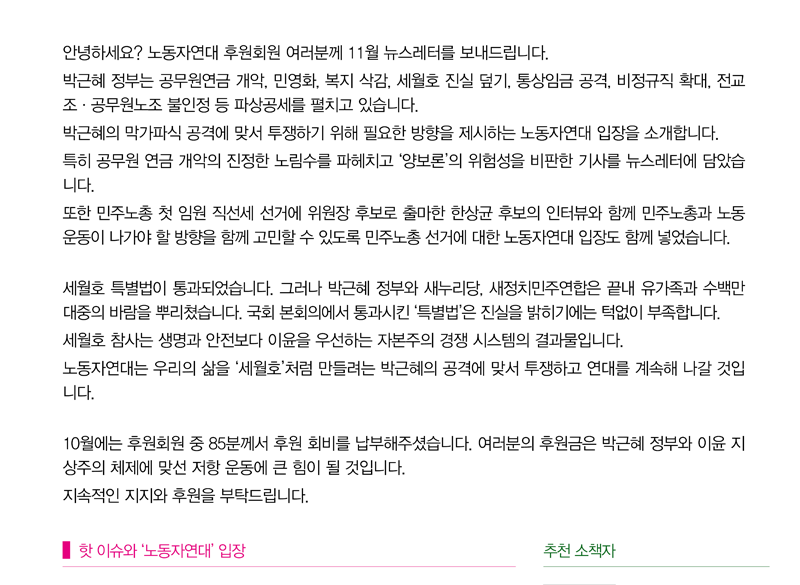 안녕하세요? 노동자연대 후원회원 여러분께 11월 뉴스레터를 보내드립니다.
박근혜 정부는 공무원연금 개악, 민영화, 복지 삭감, 세월호 진실 덮기, 통상임금 공격, 비정규직 확대, 전교
조 · 공무원노조 불인정 등 파상공세를 펼치고 있습니다.
박근혜의 막가파식 공격에 맞서 투쟁하기 위해 필요한 방향을 제시하는 노동자연대 입장을 소개합니다.
특히 공무원 연금 개악의 진정한 노림수를 파헤치고 ‘양보론’의 위험성을 비판한 기사를 뉴스레터에 담았습
니다.
또한 민주노총 첫 임원 직선세 선거에 위원장 후보로 출마한 한상균 후보의 인터뷰와 함께 민주노총과 노동
운동이 나가야 할 방향을 함께 고민할 수 있도록 민주노총 선거에 대한 노동자연대 입장도 함께 넣었습니다.
세월호 특별법이 통과되었습니다. 그러나 박근혜 정부와 새누리당, 새정치민주연합은 끝내 유가족과 수백만
대중의 바람을 뿌리쳤습니다. 국회 본회의에서 통과시킨 ‘특별법’은 진실을 밝히기에는 턱없이 부족합니다.
세월호 참사는 생명과 안전보다 이윤을 우선하는 자본주의 경쟁 시스템의 결과물입니다.
노동자연대는 우리의 삶을 ‘세월호’처럼 만들려는 박근혜의 공격에 맞서 투쟁하고 연대를 계속해 나갈 것입
니다.
10월에는 후원회원 중 85분께서 후원 회비를 납부해주셨습니다. 여러분의 후원금은 박근혜 정부와 이윤 지
상주의 체제에 맞선 저항 운동에 큰 힘이 될 것입니다.
지속적인 지지와 후원을 부탁드립니다.
핫 이슈와 ‘노동자연대’ 입장
추천 소책자